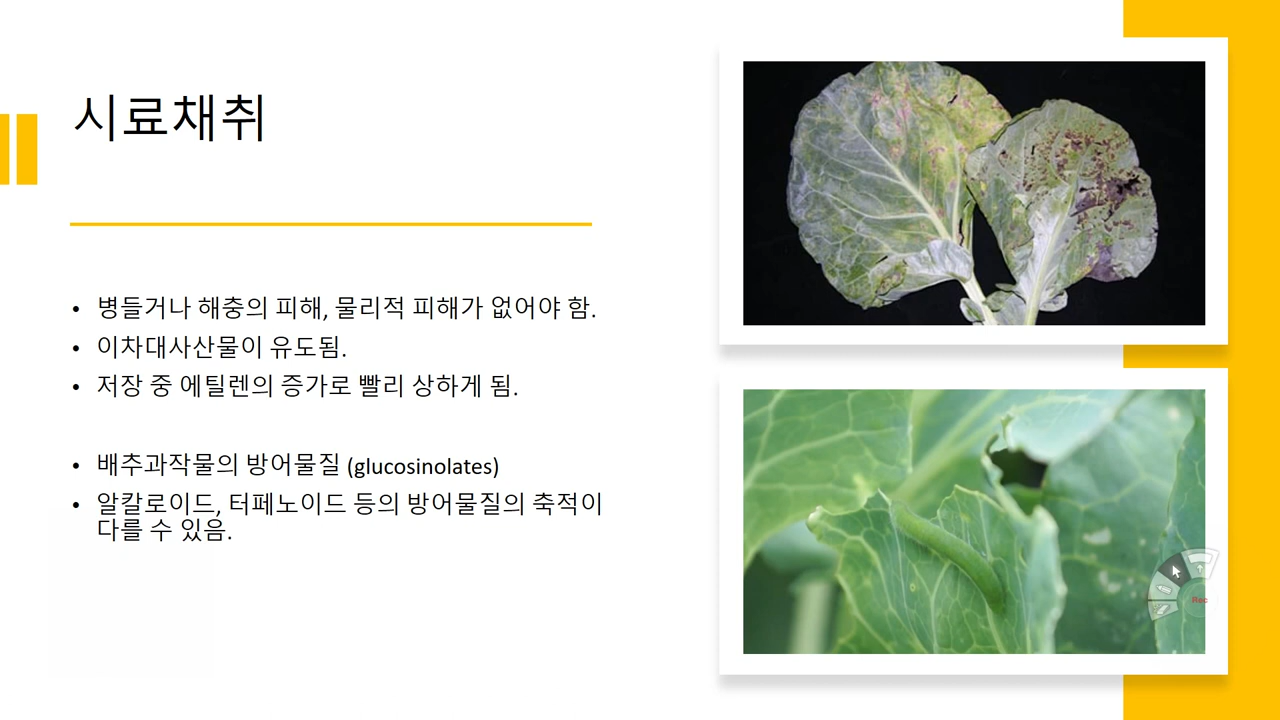 시료채취
• 병들거나 해충의 피해, 물리적 피해가 없어야 함.
• 이차대사산물이 유도됨.
• 저장 중 에틸렌의 증가로 빨리 상하게 됨.
• 배추과작물의 방어물질 (glucosinolates)
• 알칼로이드, 터페노이드 등의 방어물질의 축적이
다를 수 있음.
Rec